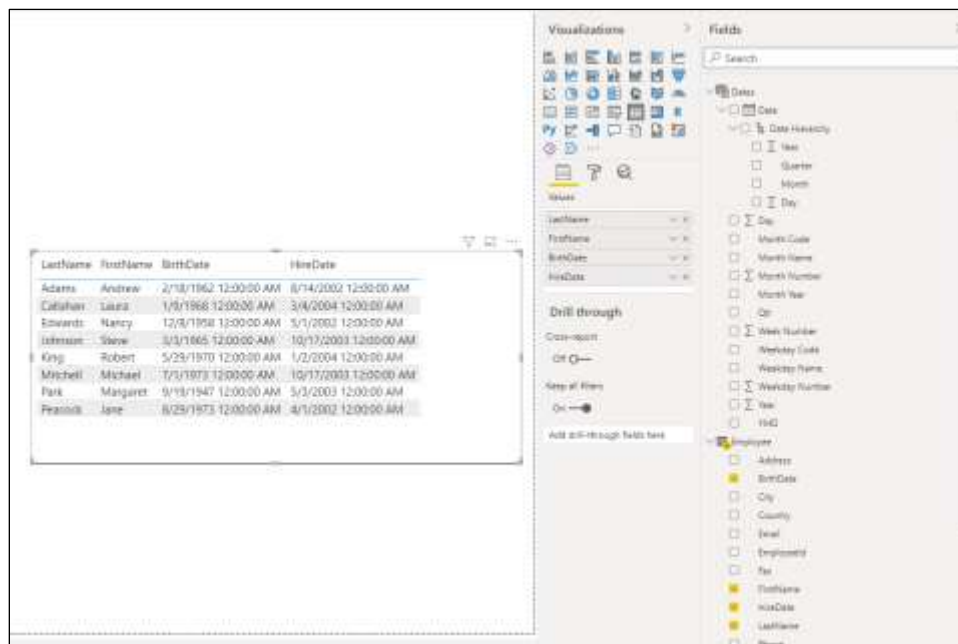 Visualizations
Fields
Search
Dates
Date
Date Hierarchy
Year
Quarter
Month
Day
Values
LastName
FirstName
BirthDate
HireDate
Day
Month Code
Month Name
Month Number
Month Year
Qtr
Week Number
Weekday Code
Weekday Name
Weekday Number
Year
LastName FirstName BirthDate HireDate
Adams Andrew 2/18/1962 12:00:00 AM 8/14/2002 12:00:00 AM
Callahan Laura 1/9/1968 12:00:00 AM 3/4/2004 12:00:00 AM
Edwards Nancy 12/8/1958 12:00:00 AM 5/1/2002 12:00:00 AM
Johnson Steve 3/3/1965 12:00:00 AM 10/17/2003 12:00:00 AM
King Robert 5/29/1970 12:00:00 AM 1/2/2004 12:00:00 AM
Mitchell Michael 7/1/1973 12:00:00 AM 10/17/2003 12:00:00 AM
Park Margaret 9/19/1947 12:00:00 AM 5/3/2003 12:00:00 AM
Peacock Jane 8/29/1973 12:00:00 AM 4/1/2002 12:00:00 AM
Drill through
Cross-report
Off
Keep all filters
On
Add drill-through fields here
Employee
Address
BirthDate
City
Country
Email
EmployeeId
Fax
FirstName
HireDate
LastName